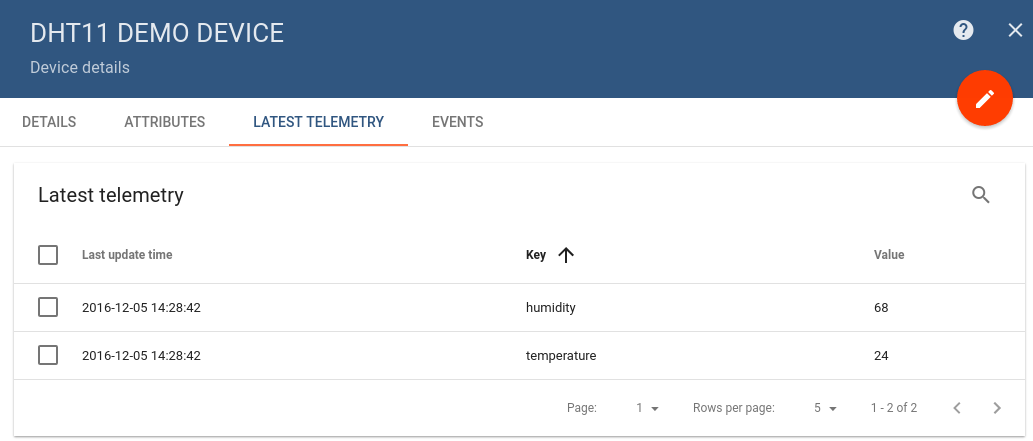 DHT11 DEMO DEVICE
Device details
DETAILS ATTRIBUTES LATEST TELEMETRY EVENTS
Latest telemetry
Last update time Key Value
2016-12-05 14:28:42 humidity 68
2016-12-05 14:28:42 temperature 24
Page: 1 Rows per page: 5 1 - 2 of 2